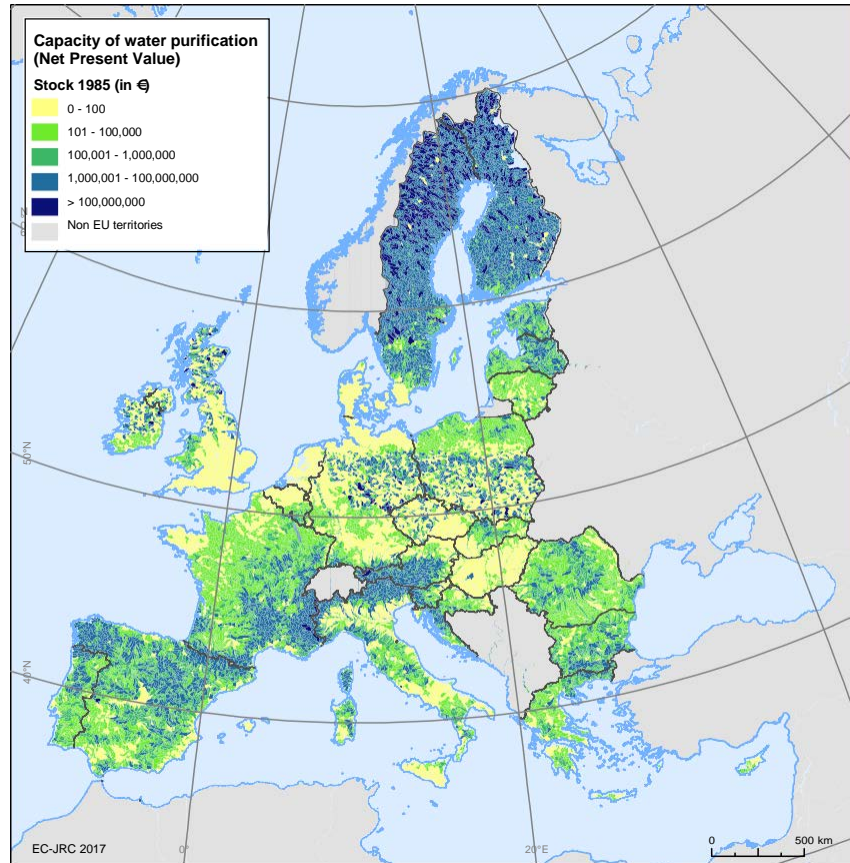 Capacity of water purification
(Net Present Value)
Stock 1985 (in €)
0 - 100
101 - 100,000
100,001 - 1,000,000
1,000,001 - 100,000,000
> 100,000,000
Non EU territories
50°N
40°N
0°
20°E
EC-JRC 2017
0 500 km